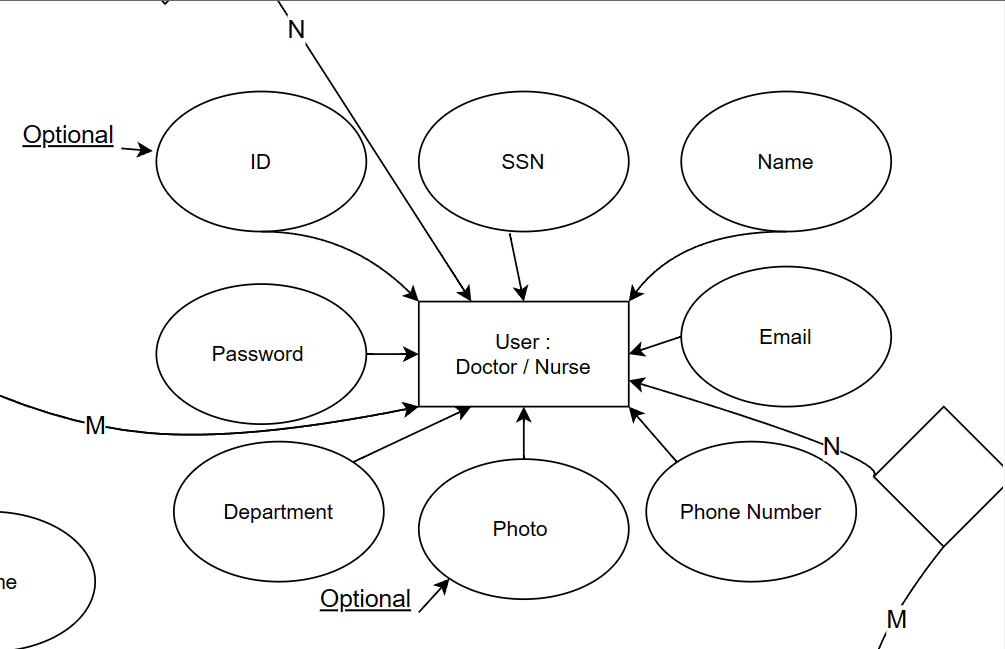 N
Optional
ID
SSN
Name
Password
User :
Doctor / Nurse
Email
M
N
Department
Photo
Phone Number
Optional
M